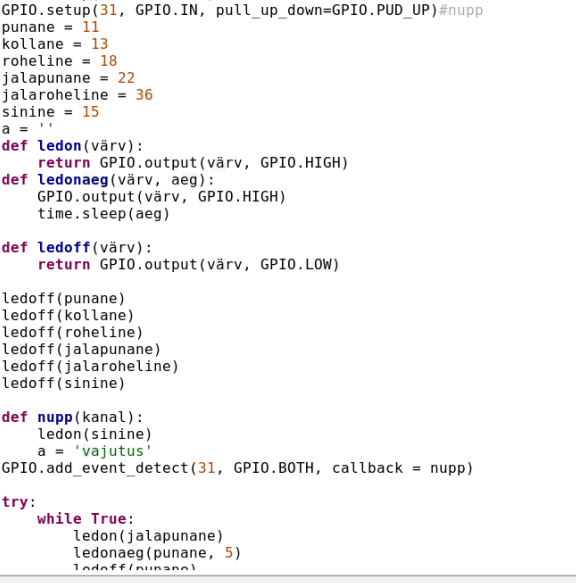 GPIO.setup(31, GPIO.IN, pull_up_down=GPIO.PUD_UP)#nupp
punane = 11
kollane = 13
roheline = 18
jalapunane = 22
jalaroheline = 36
sinine = 15
a = ''
def ledon(värv):
    return GPIO.output(värv, GPIO.HIGH)
def ledonaeg(värv, aeg):
    GPIO.output(värv, GPIO.HIGH)
    time.sleep(aeg)

def ledoff(värv):
    return GPIO.output(värv, GPIO.LOW)

ledoff(punane)
ledoff(kollane)
ledoff(roheline)
ledoff(jalapunane)
ledoff(jalaroheline)
ledoff(sinine)

def nupp(kanal):
    ledon(sinine)
    a = 'vajutus'
GPIO.add_event_detect(31, GPIO.BOTH, callback = nupp)

try:
    while True:
        ledon(jalapunane)
        ledonaeg(punane, 5)
        ledoff(punane)